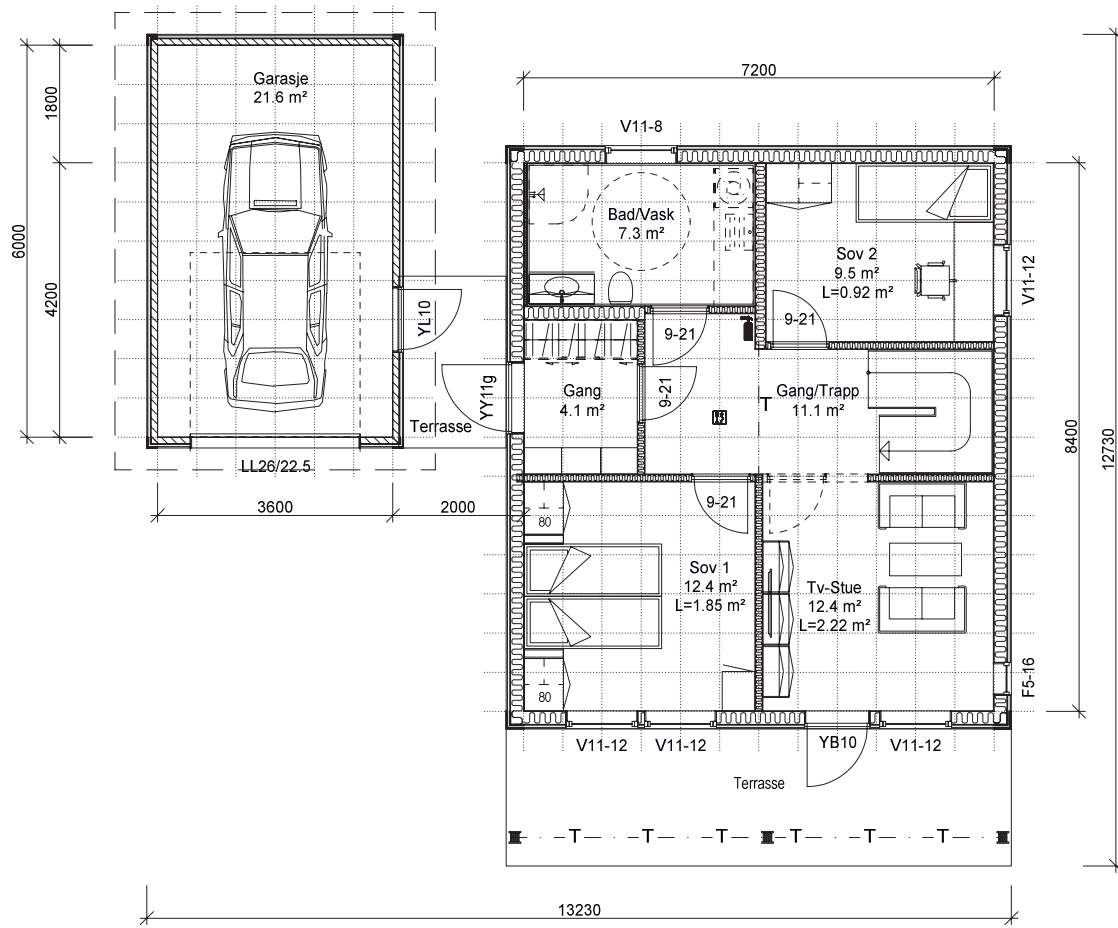 7200
Garasje
21.6 m²
1800
V11-8
Bad/Vask
7.3 m²
Sov 2
9.5 m²
L=0.92 m²
V11-12
6000
4200
YL10
9-21
9-21
YY11g
Gang
4.1 m²
9-21
Gang/Trapp
11.1 m²
T
Terrasse
8400
12730
LL26/22.5
3600
2000
80
9-21
Sov 1
12.4 m²
L=1.85 m²
Tv-Stue
12.4 m²
L=2.22 m²
80
F5-16
V11-12
V11-12
YB10
V11-12
Terrasse
T
T
T
T
T
T
13230